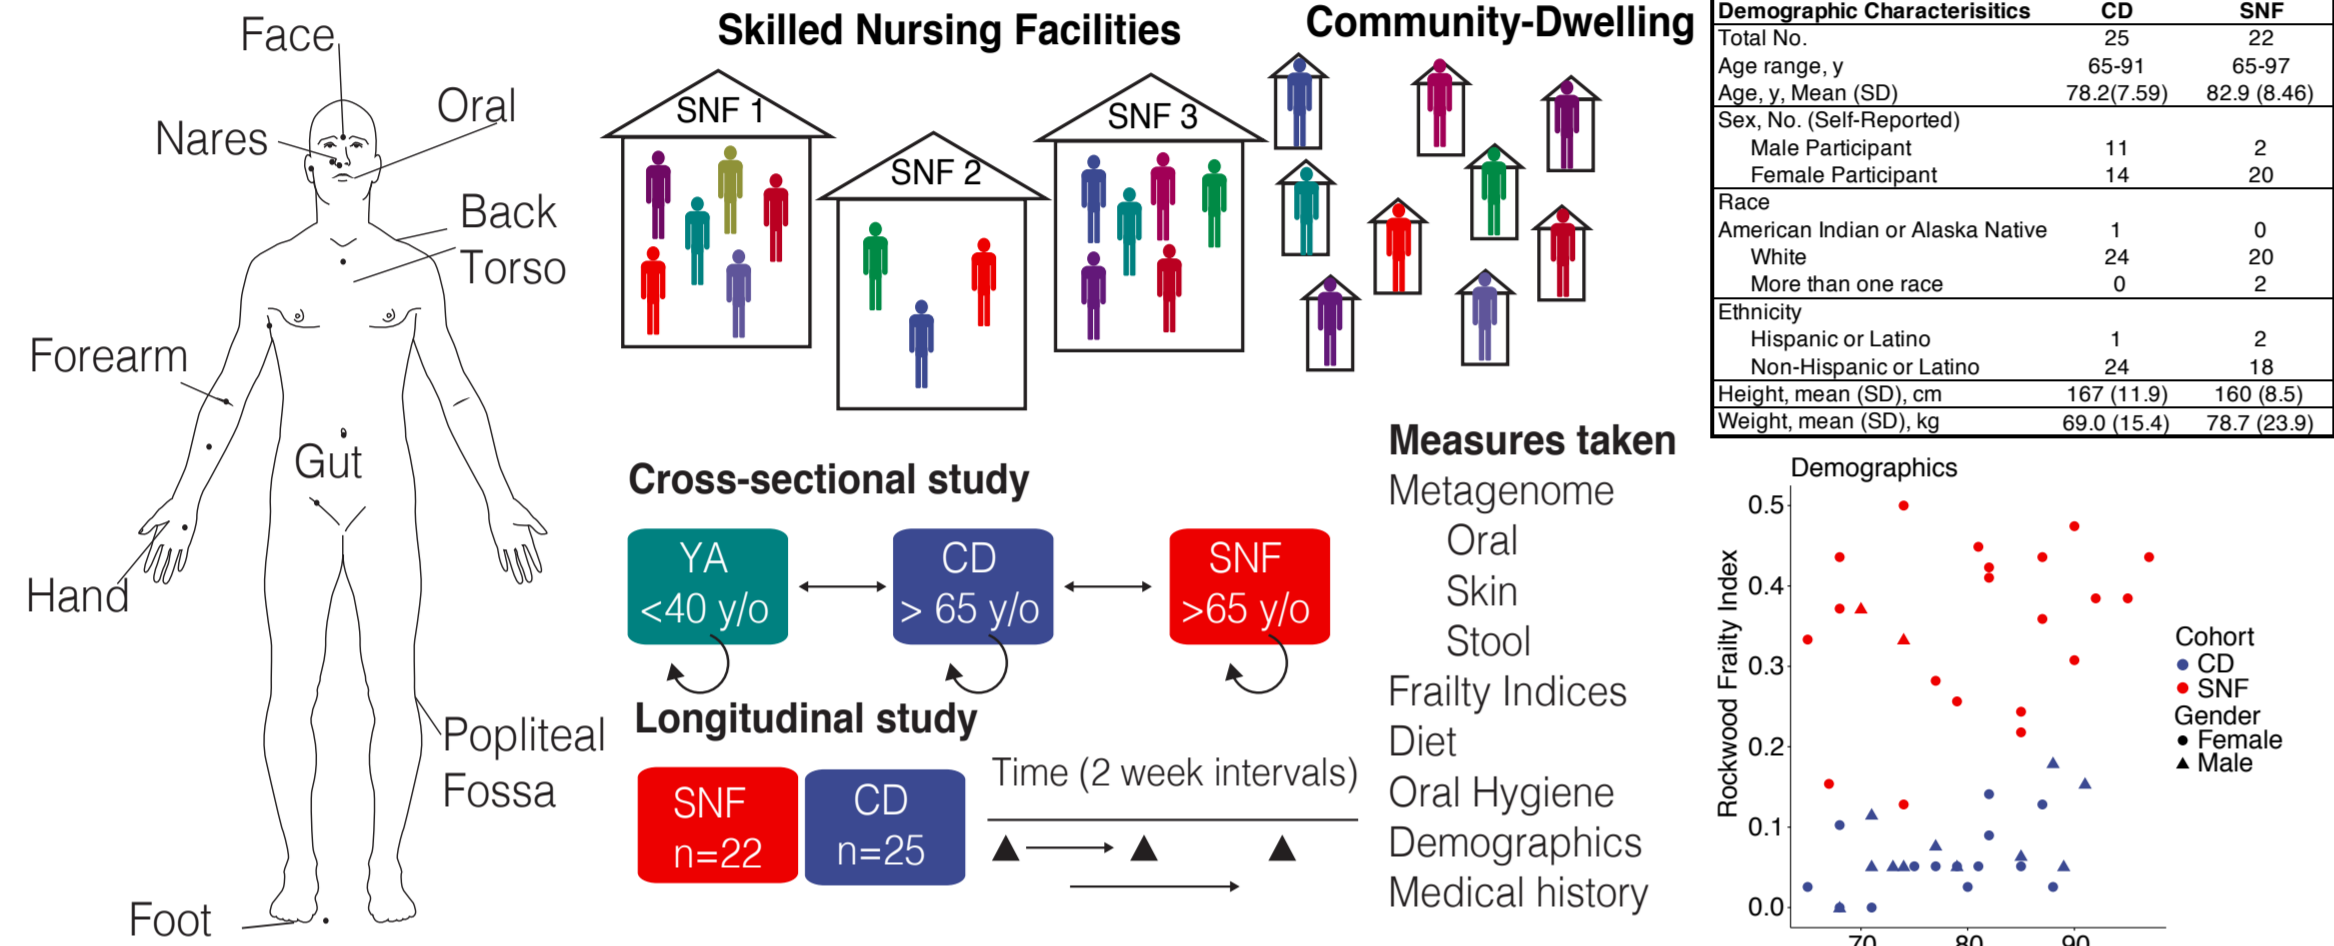 Face
Oral
Nares
Back
Torso
Forearm
Gut
Hand
Popliteal
Fossa
Foot
Skilled Nursing Facilities
SNF 1
SNF 2
SNF 3
Community-Dwelling
Cross-sectional study
YA
<40 y/o
CD
> 65 y/o
SNF
>65 y/o
Longitudinal study
SNF
n=22
CD
n=25
Time (2 week intervals)
Measures taken
Metagenome
Oral
Skin
Stool
Frailty Indices
Diet
Oral Hygiene
Demographics
Medical history
Demographic Characterisitics CD SNF
Total No. 25 22
Age range, y 65-91 65-97
Age, y, Mean (SD) 78.2(7.59) 82.9 (8.46)
Sex, No. (Self-Reported)
Male Participant 11 2
Female Participant 14 20
Race
American Indian or Alaska Native 1 0
White 24 20
More than one race 0 2
Ethnicity
Hispanic or Latino 1 2
Non-Hispanic or Latino 24 18
Height, mean (SD), cm 167 (11.9) 160 (8.5)
Weight, mean (SD), kg 69.0 (15.4) 78.7 (23.9)
Demographics
Rockwood Frailty Index
0.5
0.4
0.3
0.2
0.1
0.0
70 80 90
Cohort
CD
SNF
Gender
Female
Male